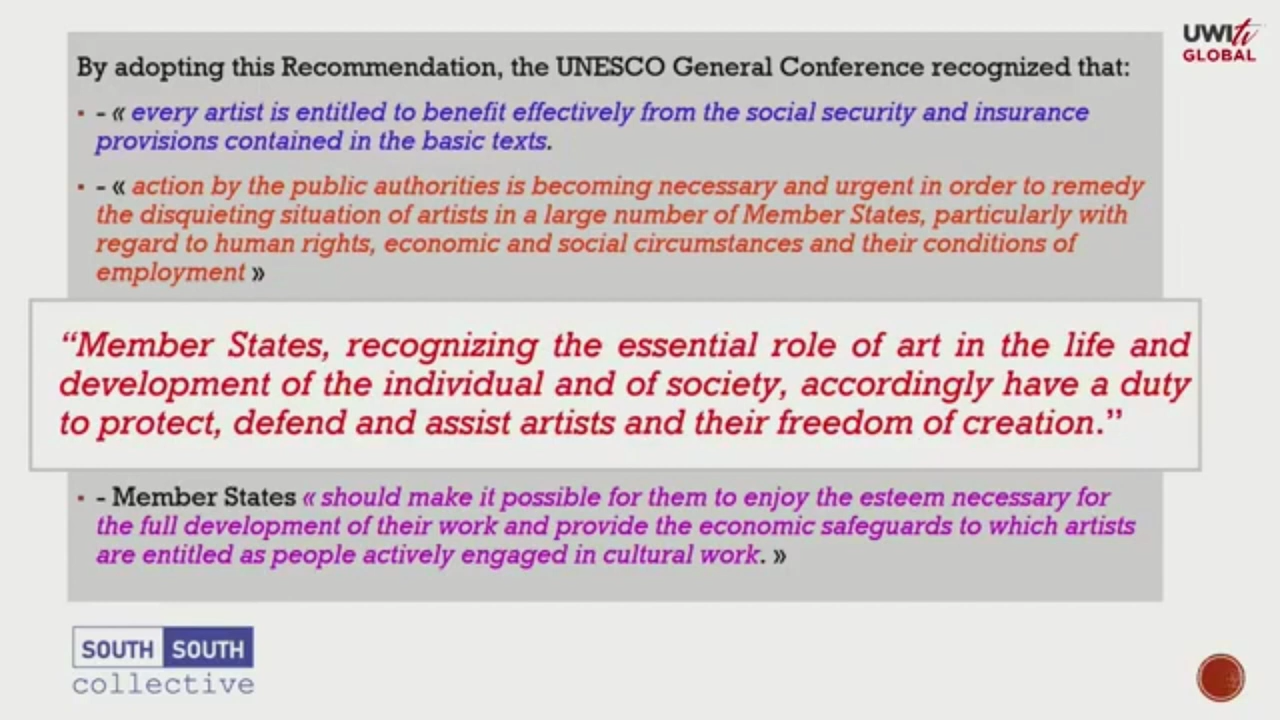 UWItv
GLOBAL
By adopting this Recommendation, the UNESCO General Conference recognized that:
▪ - « every artist is entitled to benefit effectively from the social security and insurance
provisions contained in the basic texts.
▪ - « action by the public authorities is becoming necessary and urgent in order to remedy
the disquieting situation of artists in a large number of Member States, particularly with
regard to human rights, economic and social circumstances and their conditions of
employment »
“Member States, recognizing the essential role of art in the life and
development of the individual and of society, accordingly have a duty
to protect, defend and assist artists and their freedom of creation.”
▪ - Member States « should make it possible for them to enjoy the esteem necessary for
the full development of their work and provide the economic safeguards to which artists
are entitled as people actively engaged in cultural work. »
SOUTH SOUTH
collective